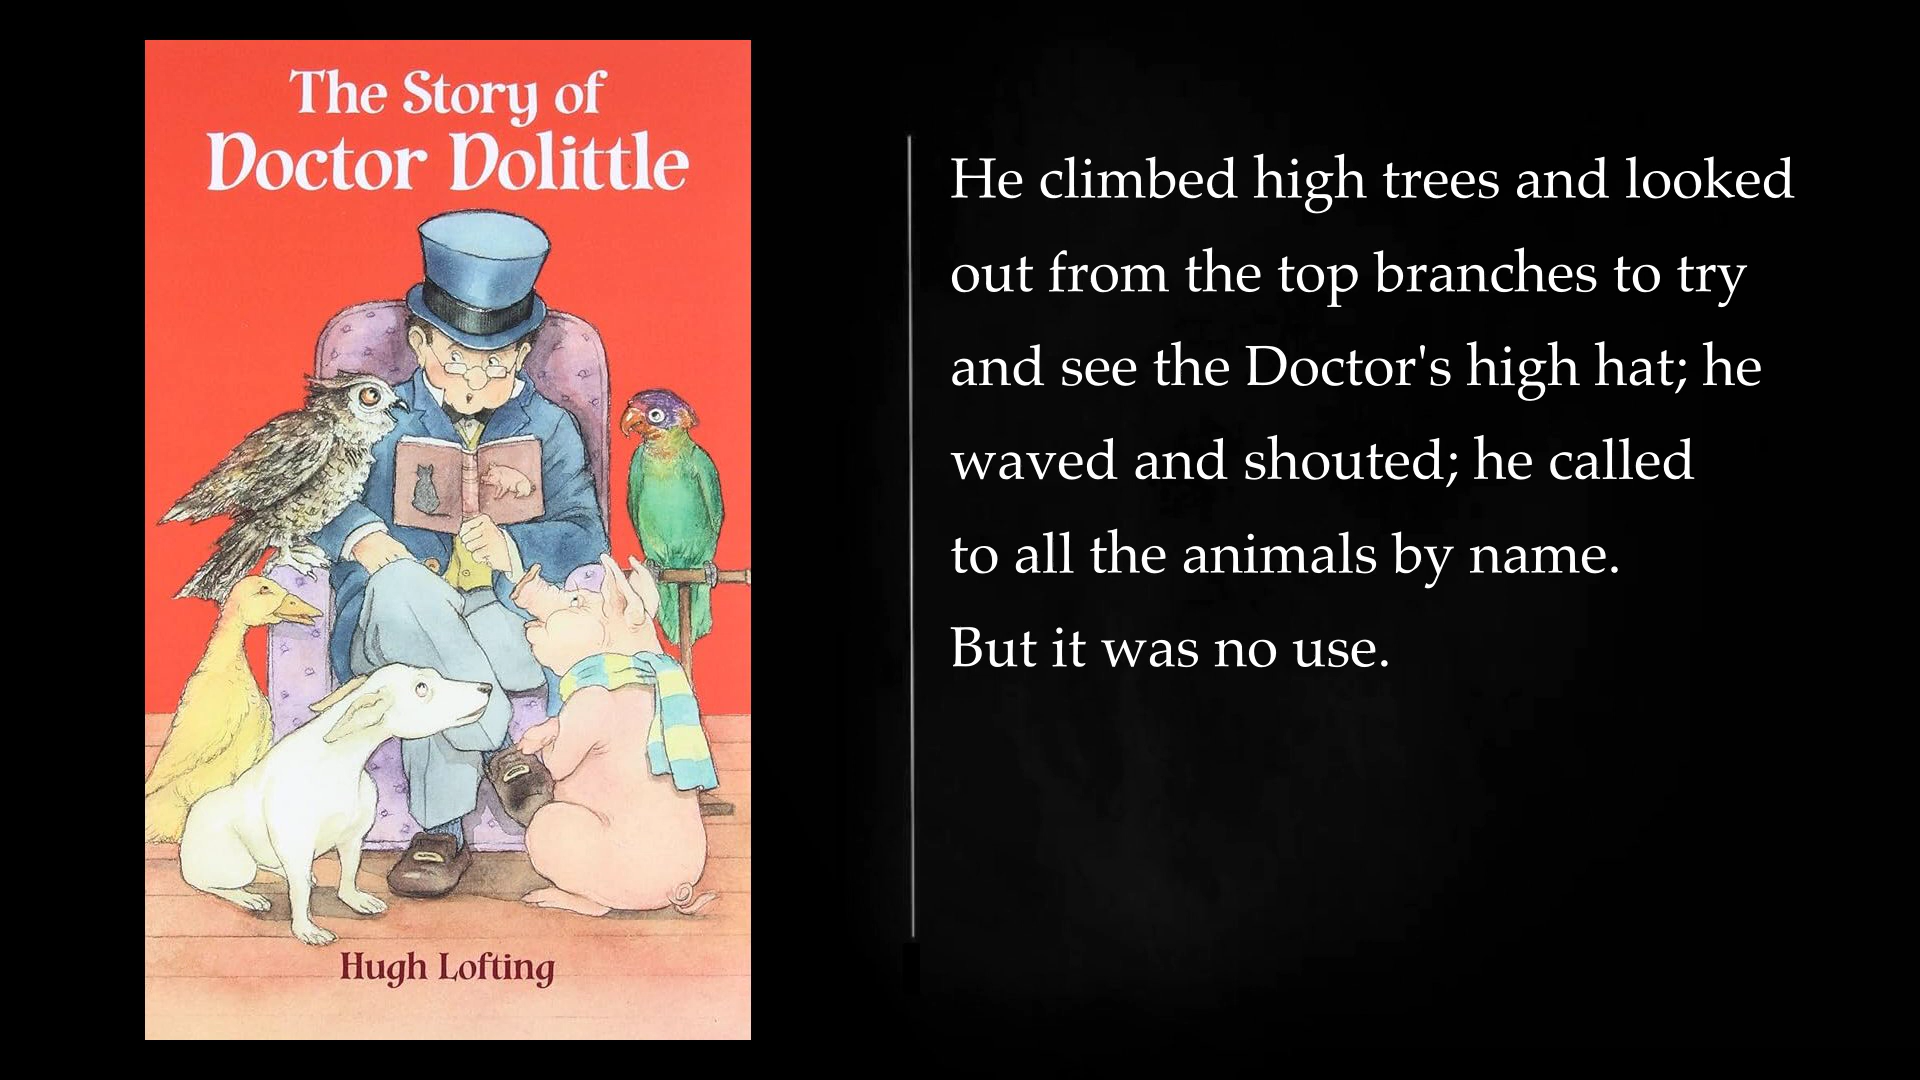 The Story of
Doctor Dolittle
Hugh Lofting
He climbed high trees and looked
out from the top branches to try
and see the Doctor's high hat; he
waved and shouted; he called
to all the animals by name.
But it was no use.